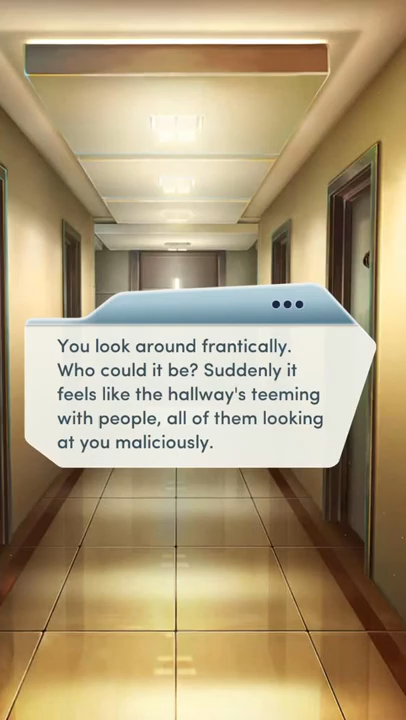 You look around frantically.
Who could it be? Suddenly it
feels like the hallway's teeming
with people, all of them looking
at you maliciously.